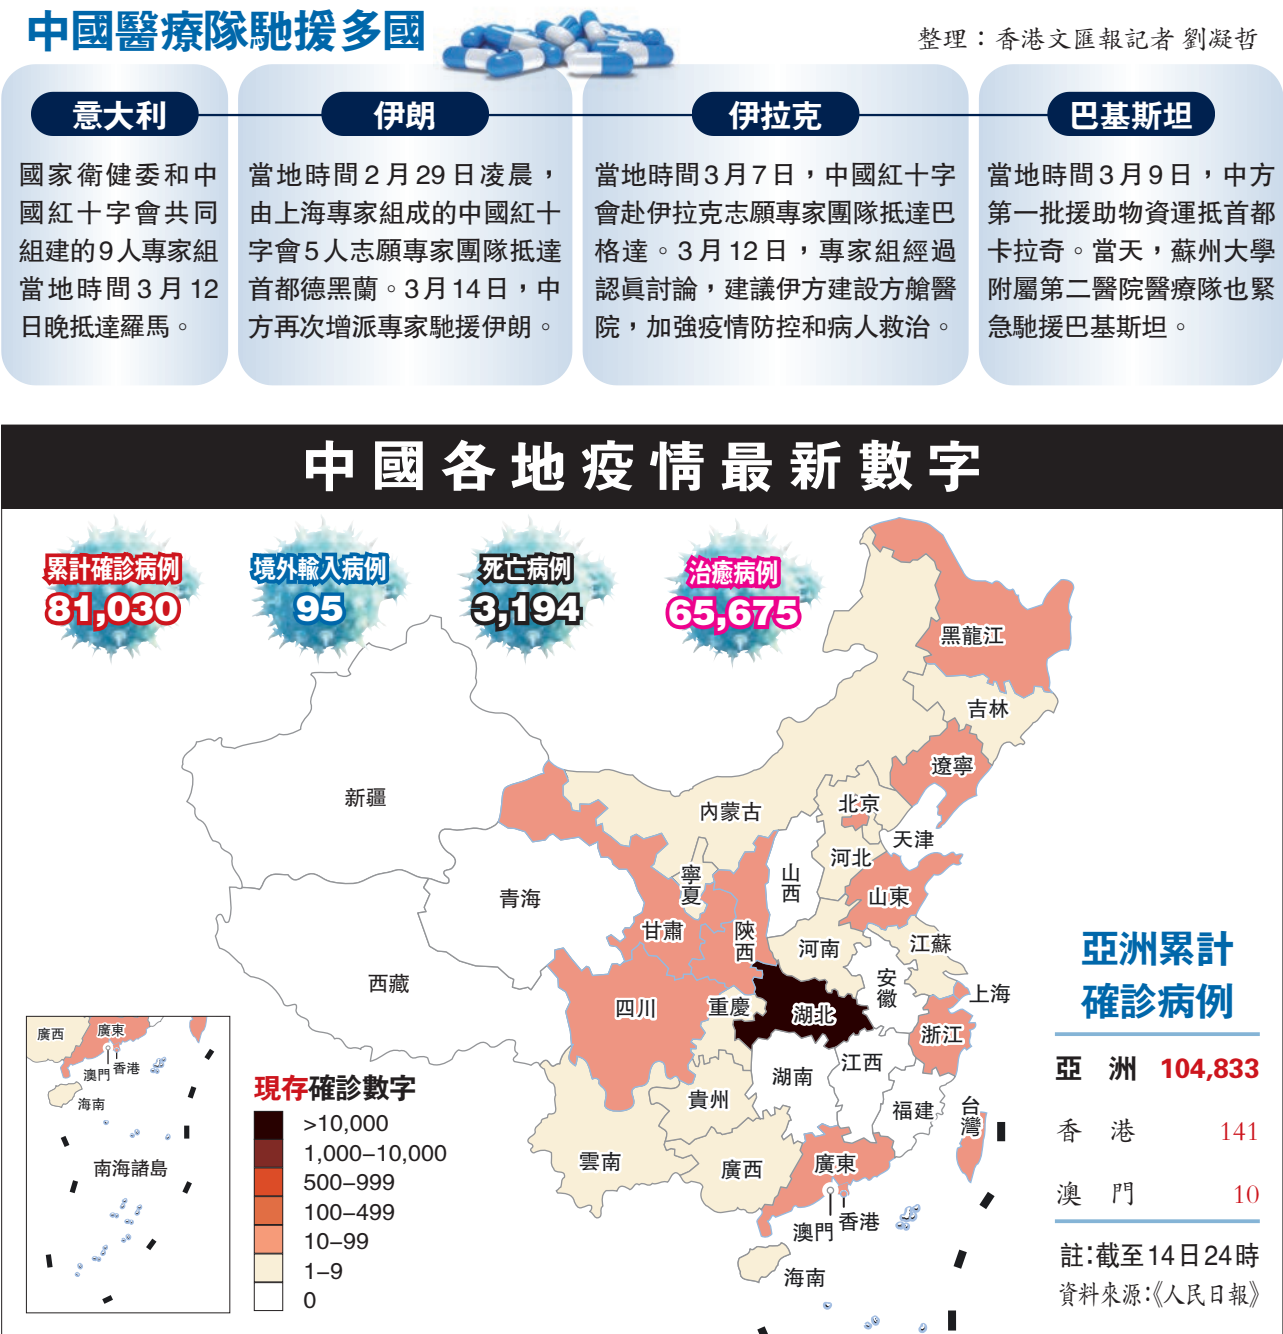 中國醫療隊馳援多國
整理：香港文匯報記者 劉凝哲
意大利
國家衛健委和中
國紅十字會共同
組建的9人專家組
當地時間3月12
日晚抵達羅馬。
伊朗
當地時間2月29日凌晨，
由上海專家組成的中國紅十
字會5人志願專家團隊抵達
首都德黑蘭。3月14日，中
方再次增派專家馳援伊朗。
伊拉克
當地時間3月7日，中國紅十字
會赴伊拉克志願專家團隊抵達巴
格達。3月12日，專家組經過
認真討論，建議伊方建設方艙醫
院，加強疫情防控和病人救治。
巴基斯坦
當地時間3月9日，中方
第一批援助物資運抵首都
卡拉奇。當天，蘇州大學
附屬第二醫院醫療隊也緊
急馳援巴基斯坦。
中國各地疫情最新數字
累計確診病例
81,030
境外輸入病例
95
死亡病例
3,194
治癒病例
65,675
黑龍江
吉林
遼寧
北京
天津
河北
內蒙古
新疆
山西
山東
寧夏
青海
甘肅
陝西
河南
江蘇
西藏
安徽
上海
四川
重慶
湖北
浙江
湖南
江西
貴州
福建
台灣
雲南
廣西
廣東
澳門
香港
海南
廣西
廣東
澳門
香港
海南
南海諸島
現存確診數字
>10,000
1,000–10,000
500–999
100–499
10–99
1–9
0
亞洲累計
確診病例
亞洲 104,833
香港 141
澳門 10
註：截至14日24時
資料來源：《人民日報》